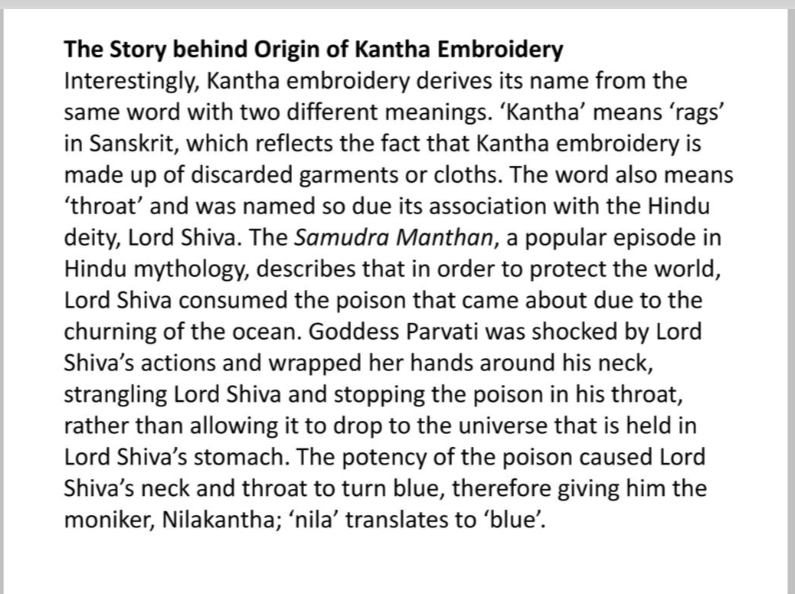 The Story behind Origin of Kantha Embroidery
Interestingly, Kantha embroidery derives its name from the
same word with two different meanings. ‘Kantha’ means ‘rags’
in Sanskrit, which reflects the fact that Kantha embroidery is
made up of discarded garments or cloths. The word also means
‘throat’ and was named so due its association with the Hindu
deity, Lord Shiva. The Samudra Manthan, a popular episode in
Hindu mythology, describes that in order to protect the world,
Lord Shiva consumed the poison that came about due to the
churning of the ocean. Goddess Parvati was shocked by Lord
Shiva’s actions and wrapped her hands around his neck,
strangling Lord Shiva and stopping the poison in his throat,
rather than allowing it to drop to the universe that is held in
Lord Shiva’s stomach. The potency of the poison caused Lord
Shiva’s neck and throat to turn blue, therefore giving him the
moniker, Nilakantha; ‘nila’ translates to ‘blue’.